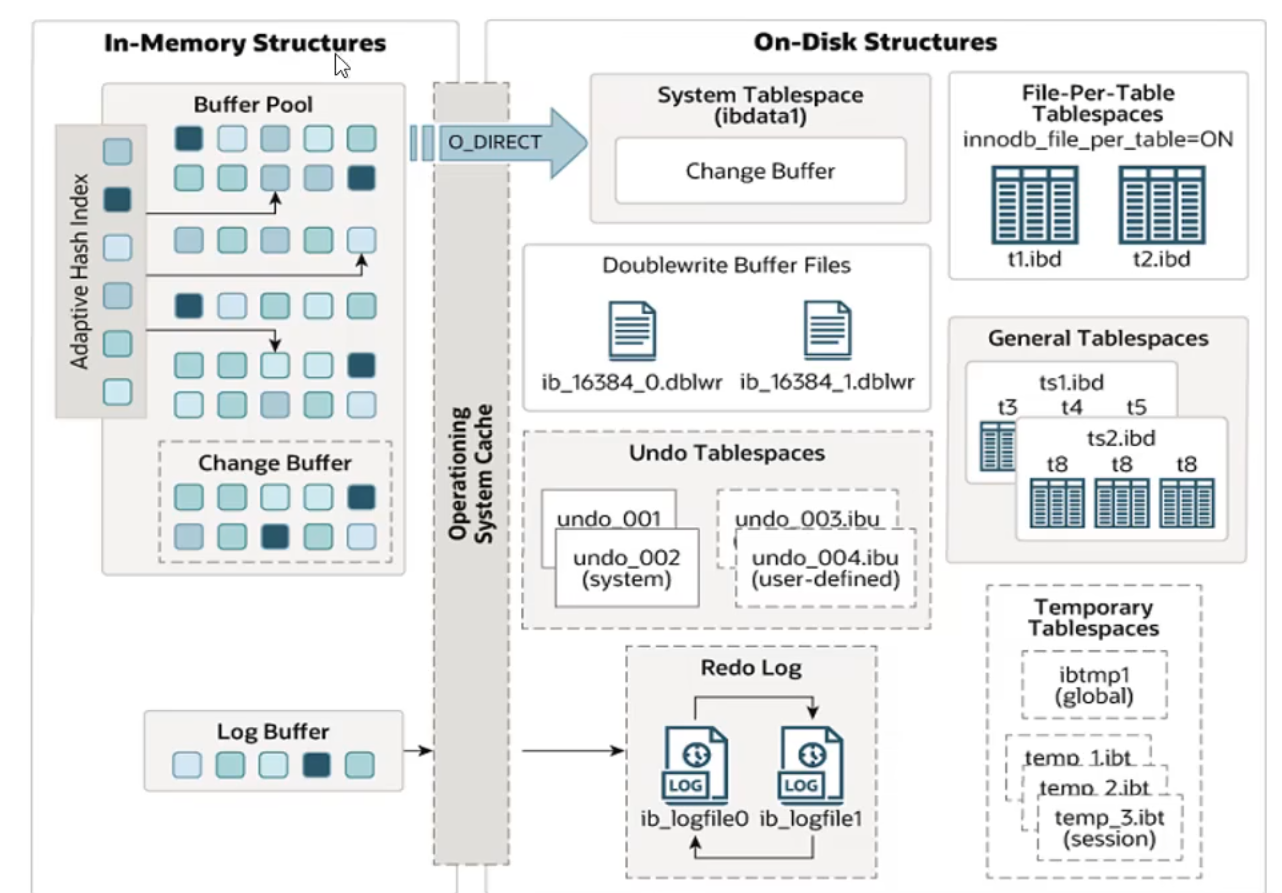 In-Memory Structures
Buffer Pool
Adaptive Hash Index
Change Buffer
Log Buffer
Operationing
System Cache
O_DIRECT
On-Disk Structures
System Tablespace
(ibdata1)
Change Buffer
File-Per-Table
Tablespaces
innodb_file_per_table=ON
t1.ibd
t2.ibd
Doublewrite Buffer Files
ib_16384_0.dblwr
ib_16384_1.dblwr
General Tablespaces
ts1.ibd
t3 t4 t5
ts2.ibd
t8 t8 t8
Undo Tablespaces
undo_001
undo_002
(system)
undo_003.ibu
undo_004.ibu
(user-defined)
Temporary
Tablespaces
ibtmp1
(global)
temp_1.ibt
temp_2.ibt
temp_3.ibt
(session)
Redo Log
LOG
LOG
ib_logfile0
ib_logfile1